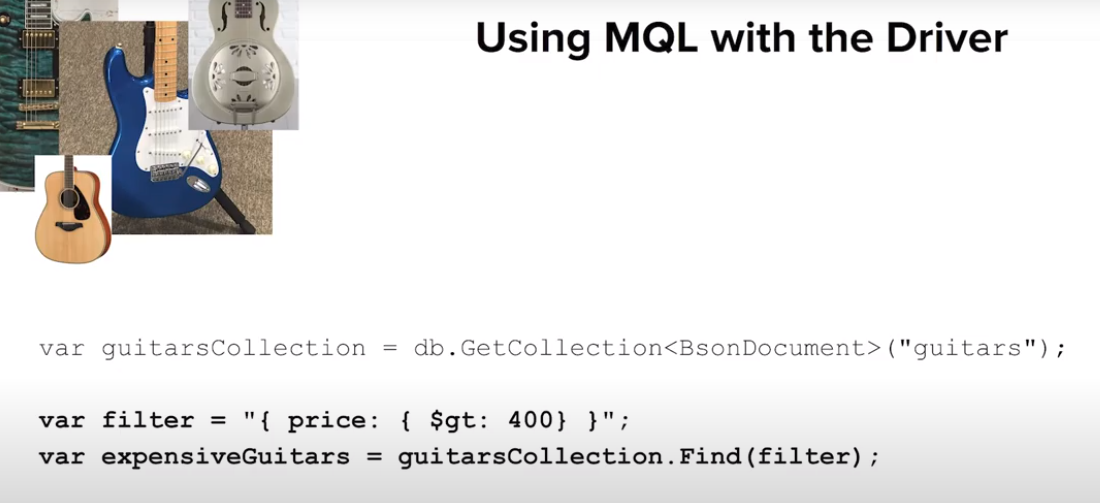 Using MQL with the Driver
var guitarsCollection = db.GetCollection<BsonDocument>("guitars");
var filter = "{ price: { $gt: 400} }";
var expensiveGuitars = guitarsCollection.Find(filter);